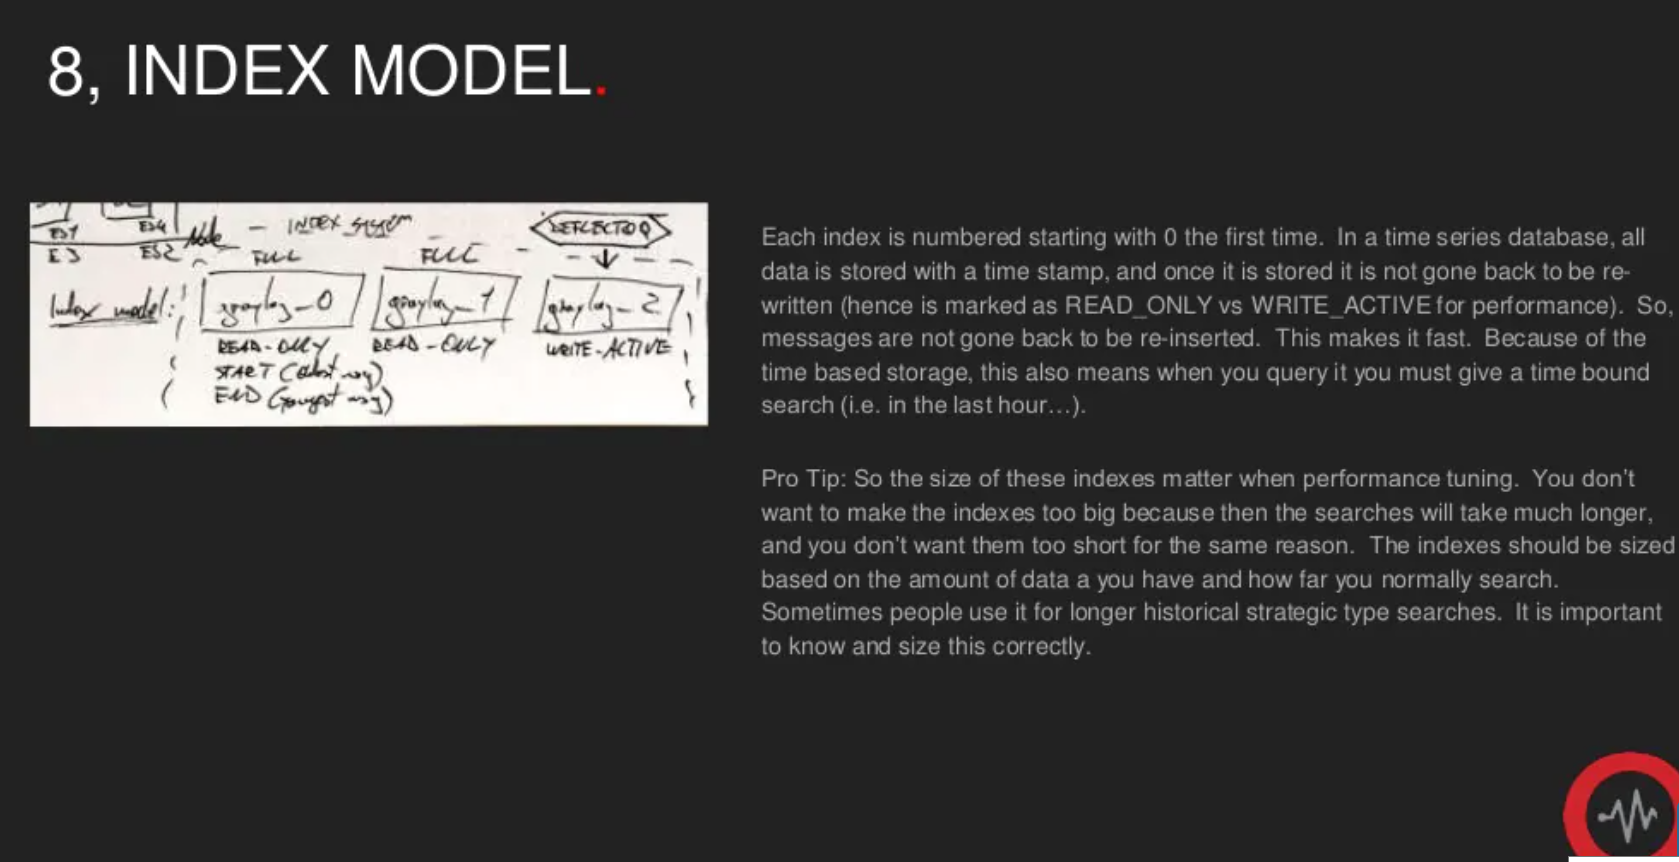 8, INDEX MODEL.
ES1 ES4 Node - INDEX SYSTEM DEFLECTOR
ES2
FULL FULL
Index model: graylog_0 graylog_1 graylog_2
READ-ONLY READ-ONLY WRITE-ACTIVE
START (oldest msg)
END (youngest msg)
Each index is numbered starting with 0 the first time. In a time series database, all
data is stored with a time stamp, and once it is stored it is not gone back to be re-
written (hence is marked as READ_ONLY vs WRITE_ACTIVE for performance). So,
messages are not gone back to be re-inserted. This makes it fast. Because of the
time based storage, this also means when you query it you must give a time bound
search (i.e. in the last hour…).
Pro Tip: So the size of these indexes matter when performance tuning. You don’t
want to make the indexes too big because then the searches will take much longer,
and you don’t want them too short for the same reason. The indexes should be sized
based on the amount of data a you have and how far you normally search.
Sometimes people use it for longer historical strategic type searches. It is important
to know and size this correctly.